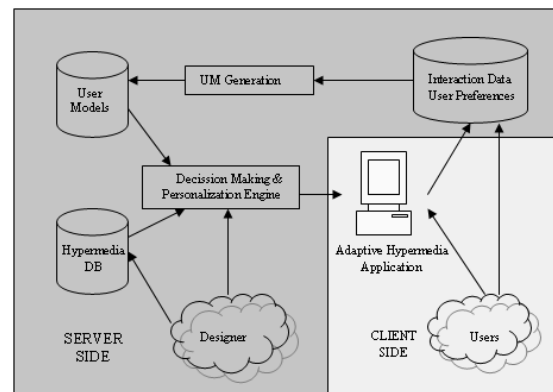 User
Models
UM Generation
Interaction Data
User Preferences
Decission Making &
Personalization Engine
Hypermedia
DB
Adaptive Hypermedia
Application
SERVER
SIDE
Designer
CLIENT
SIDE
Users